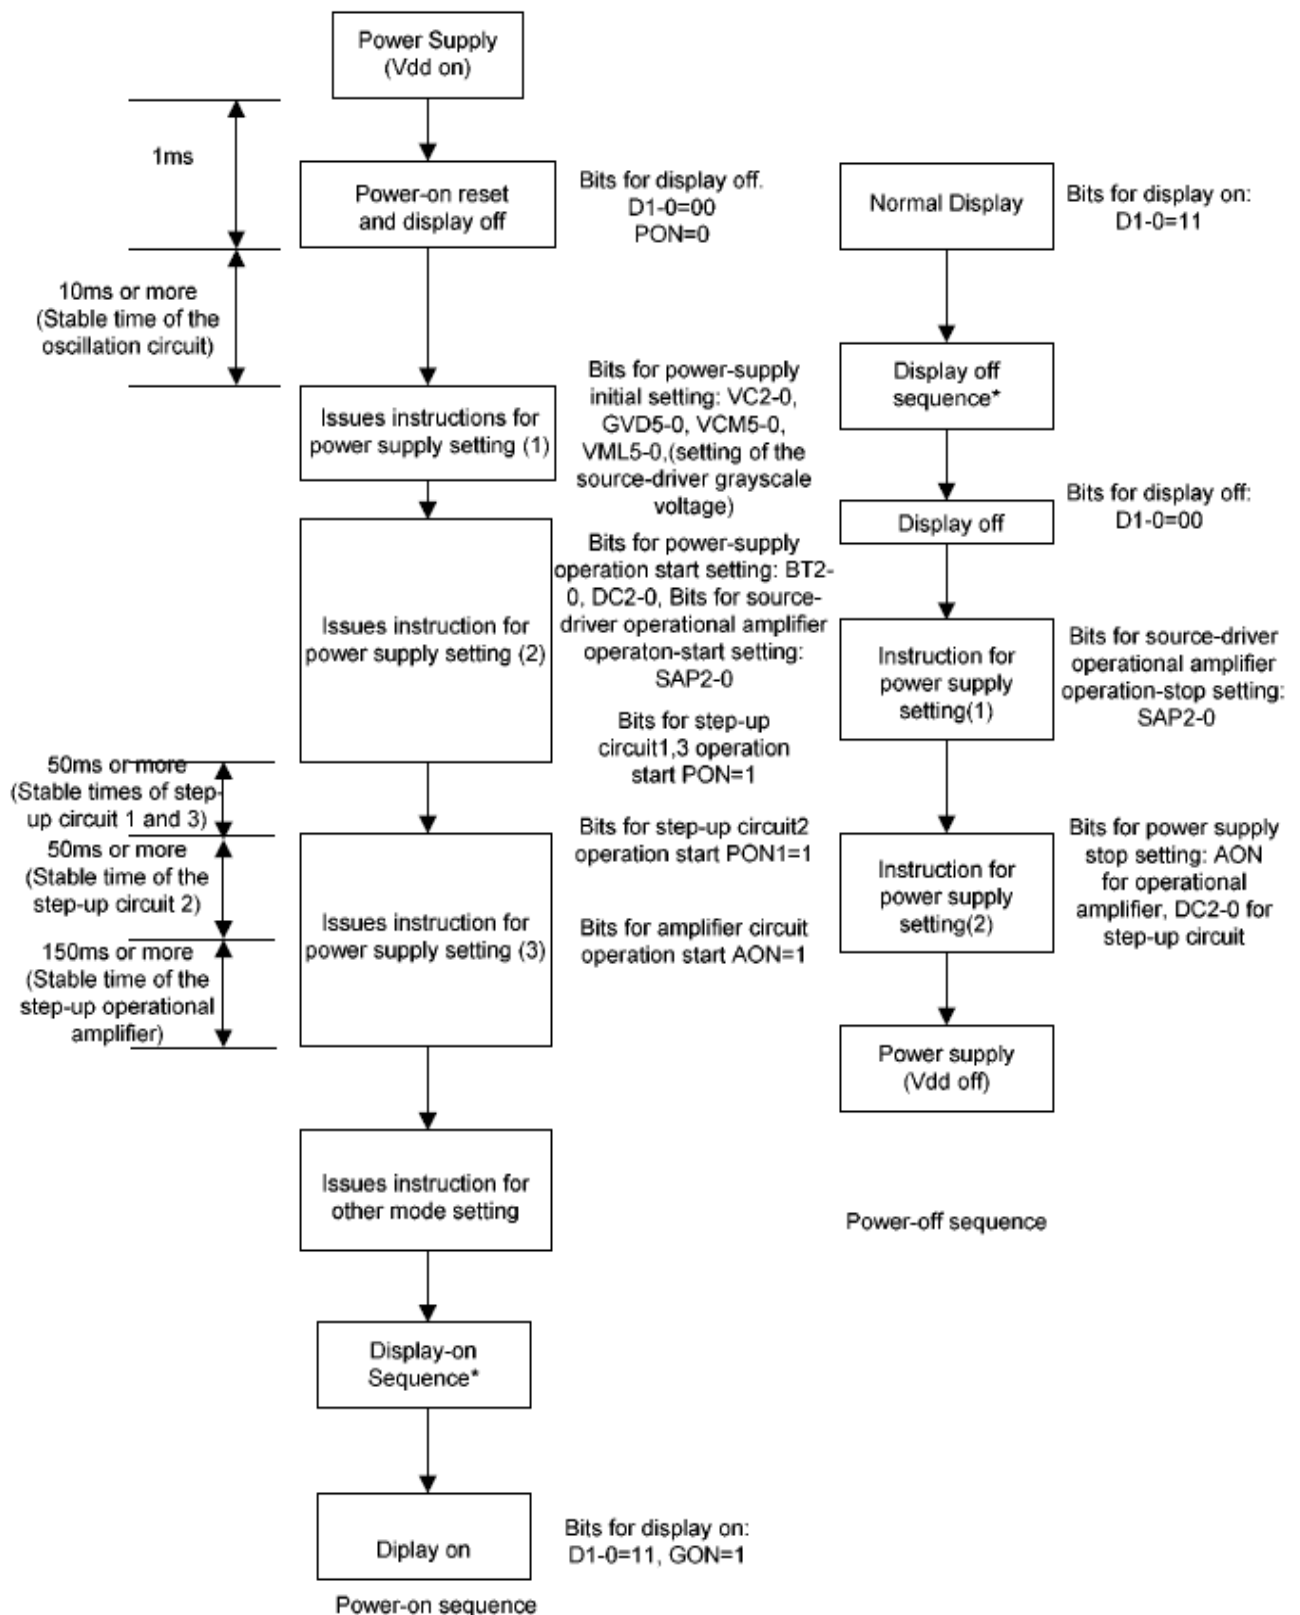 Power Supply
(Vdd on)
1ms
Power-on reset
and display off
Bits for display off.
D1-0=00
PON=0
10ms or more
(Stable time of the
oscillation circuit)
Issues instructions for
power supply setting (1)
Bits for power-supply
initial setting: VC2-0,
GVD5-0, VCM5-0,
VML5-0,(setting of the
source-driver grayscale
voltage)
Issues instruction for
power supply setting (2)
Bits for power-supply
operation start setting: BT2-
0, DC2-0, Bits for source-
driver operational amplifier
operaton-start setting:
SAP2-0
Bits for step-up
circuit1,3 operation
start PON=1
50ms or more
(Stable times of step-
up circuit 1 and 3)
50ms or more
(Stable time of the
step-up circuit 2)
150ms or more
(Stable time of the
step-up operational
amplifier)
Issues instruction for
power supply setting (3)
Bits for step-up circuit2
operation start PON1=1
Bits for amplifier circuit
operation start AON=1
Issues instruction for
other mode setting
Display-on
Sequence*
Diplay on
Bits for display on:
D1-0=11, GON=1
Power-on sequence
Normal Display
Bits for display on:
D1-0=11
Display off
sequence*
Display off
Bits for display off:
D1-0=00
Instruction for
power supply
setting(1)
Bits for source-driver
operational amplifier
operation-stop setting:
SAP2-0
Instruction for
power supply
setting(2)
Bits for power supply
stop setting: AON
for operational
amplifier, DC2-0 for
step-up circuit
Power supply
(Vdd off)
Power-off sequence